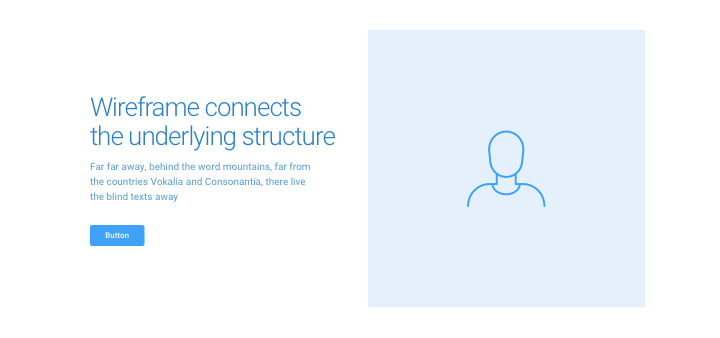 Wireframe connects
the underlying structure
Far far away, behind the word mountains, far from
the countries Vokalia and Consonantia, there live
the blind texts away
Button